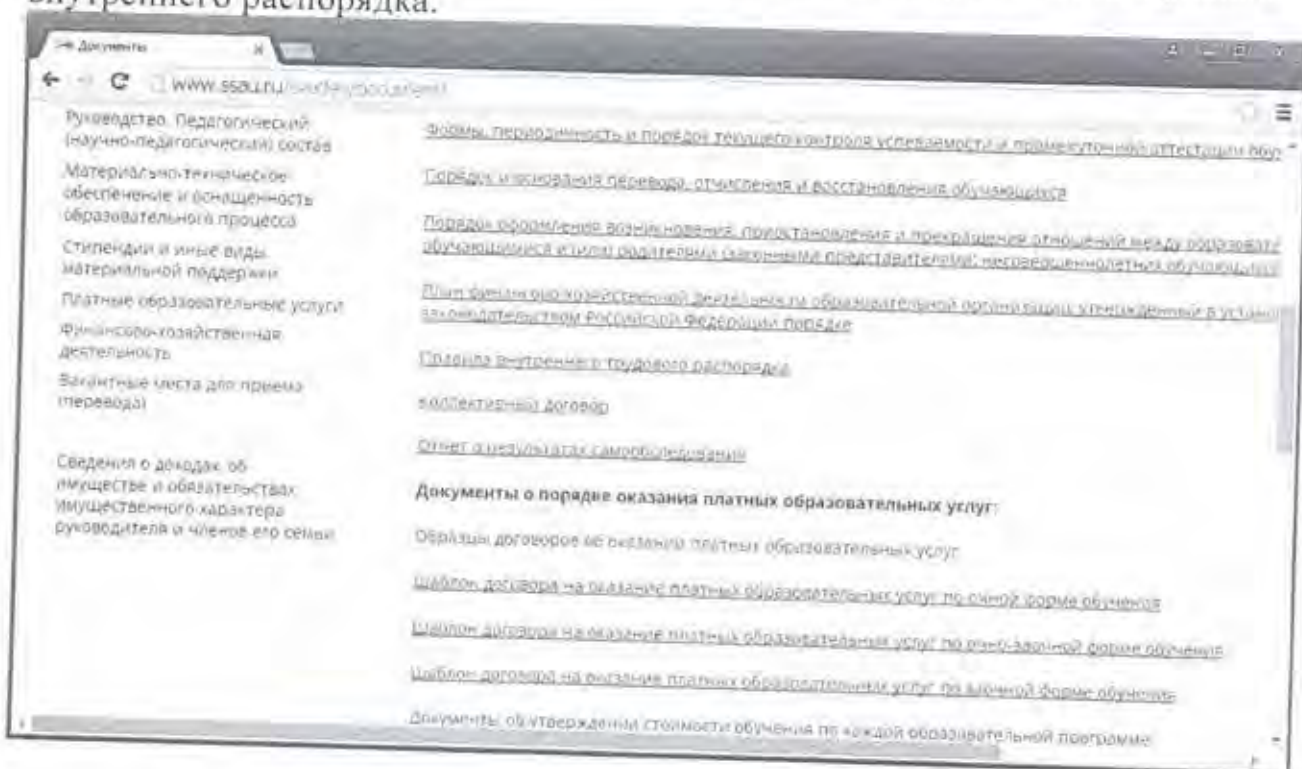 внутреннего распорядка.
Документы
www.ssau.ru
Руководство. Педагогический
(научно-педагогический) состав
Материально-техническое
обеспечение и оснащенность
образовательного процесса
Стипендии и иные виды
материальной поддержки
Платные образовательные услуги
Финансово-хозяйственная
деятельность
Вакантные места для приема
(перевода)
Сведения о доходах, об
имуществе и обязательствах
имущественного характера
руководителя и членов его семьи
Формы, периодичность и порядок текущего контроля успеваемости и промежуточной аттестации обу
Порядок и основания перевода, отчисления и восстановления обучающихся
Порядок оформления возникновения, приостановления и прекращения отношений между образовате
обучающимися и (или) родителями (законными представителями) несовершеннолетних обучающихся
План финансово-хозяйственной деятельности образовательной организации, утвержденный в установ
законодательством Российской Федерации порядке
Правила внутреннего трудового распорядка
коллективный договор
Отчет о результатах самообследования
Документы о порядке оказания платных образовательных услуг:
Образцы договоров об оказании платных образовательных услуг
Шаблон договора на оказание платных образовательных услуг по очной форме обучения
Шаблон договора на оказание платных образовательных услуг по очно-заочной форме обучения
Шаблон договора на оказание платных образовательных услуг по заочной форме обучения
Документы об утверждении стоимости обучения по каждой образовательной программе